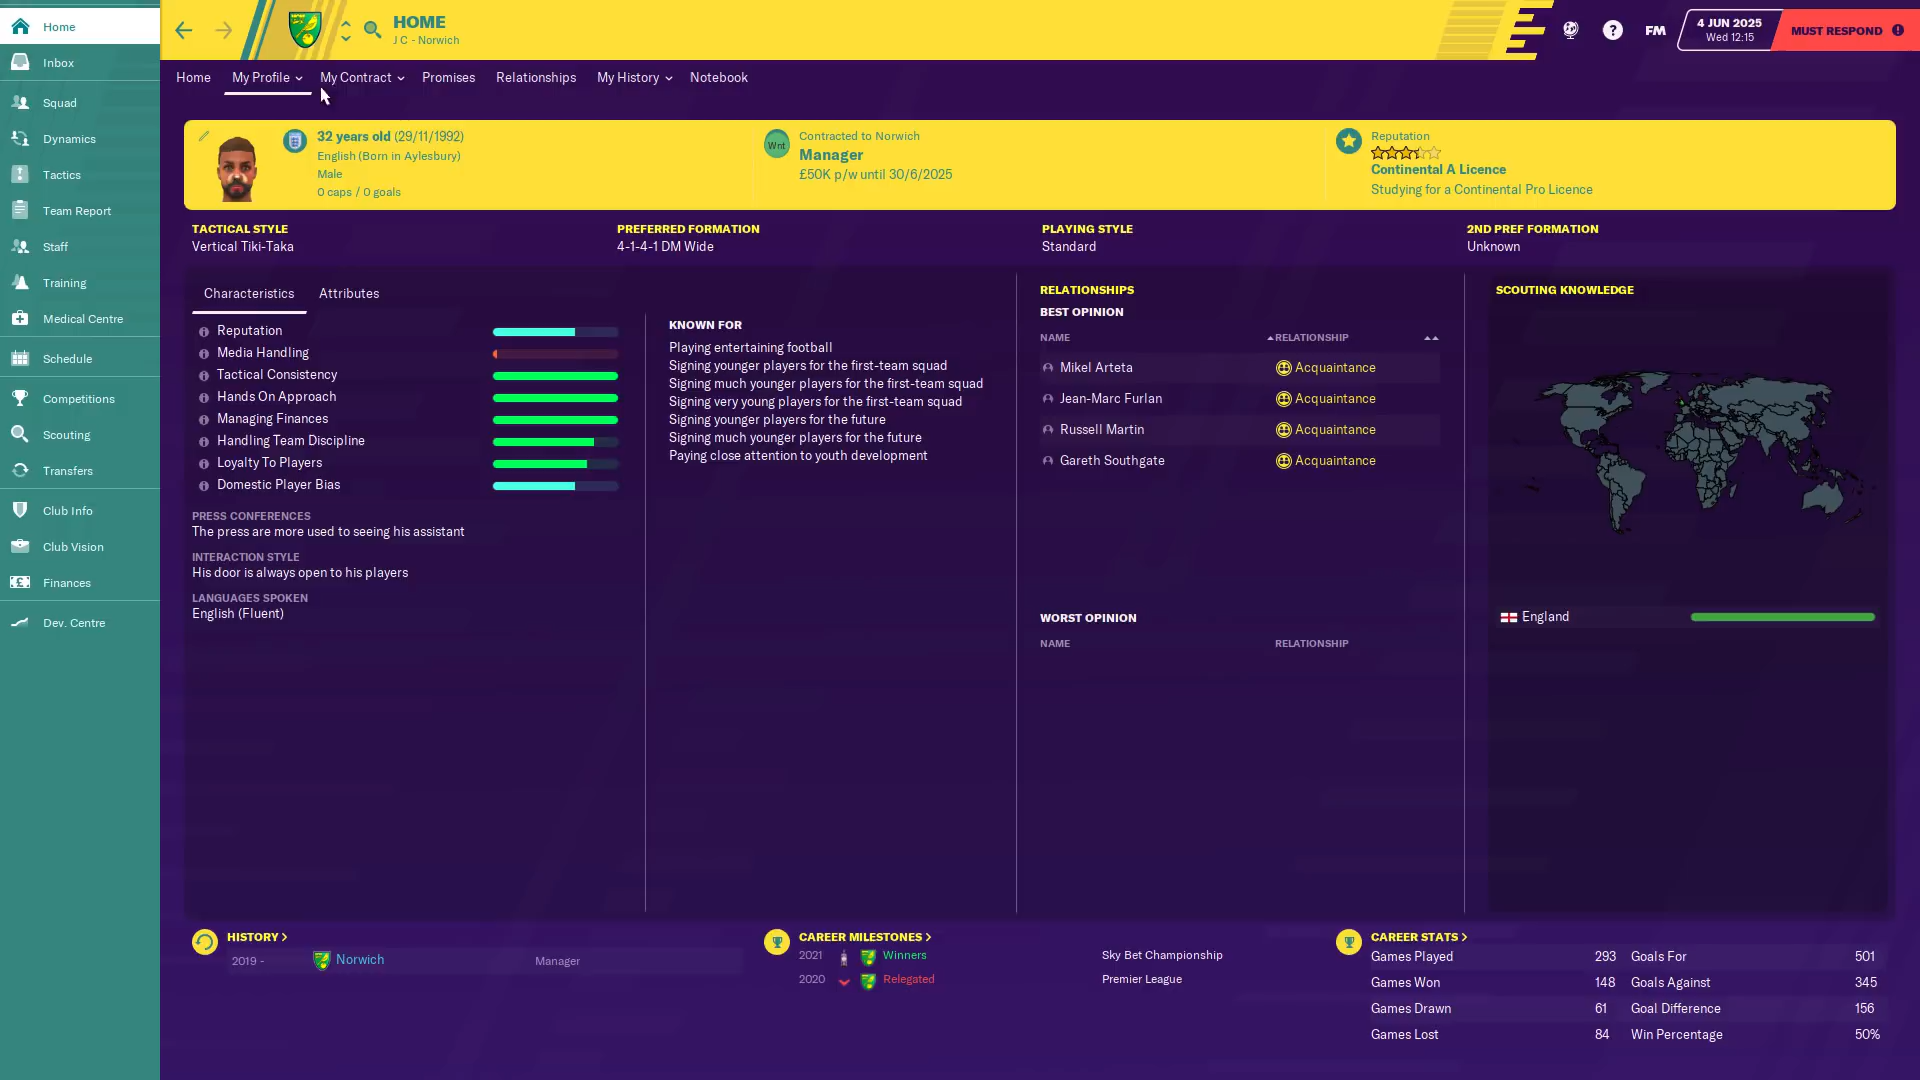 Home
Inbox
Squad
Dynamics
Tactics
Team Report
Staff
Training
Medical Centre
Schedule
Competitions
Scouting
Transfers
Club Info
Club Vision
Finances
Dev. Centre
HOME
J C - Norwich
?
FM
4 JUN 2025
Wed 12:15
MUST RESPOND
Home
My Profile
My Contract
Promises
Relationships
My History
Notebook
32 years old (29/11/1992)
English (Born in Aylesbury)
Male
0 caps / 0 goals
Wnt
Contracted to Norwich
Manager
£50K p/w until 30/6/2025
Reputation
Continental A Licence
Studying for a Continental Pro Licence
TACTICAL STYLE
Vertical Tiki-Taka
PREFERRED FORMATION
4-1-4-1 DM Wide
PLAYING STYLE
Standard
2ND PREF FORMATION
Unknown
Characteristics Attributes
Reputation
Media Handling
Tactical Consistency
Hands On Approach
Managing Finances
Handling Team Discipline
Loyalty To Players
Domestic Player Bias
PRESS CONFERENCES
The press are more used to seeing his assistant
INTERACTION STYLE
His door is always open to his players
LANGUAGES SPOKEN
English (Fluent)
KNOWN FOR
Playing entertaining football
Signing younger players for the first-team squad
Signing much younger players for the first-team squad
Signing very young players for the first-team squad
Signing younger players for the future
Signing much younger players for the future
Paying close attention to youth development
RELATIONSHIPS
BEST OPINION
NAME RELATIONSHIP
Mikel Arteta Acquaintance
Jean-Marc Furlan Acquaintance
Russell Martin Acquaintance
Gareth Southgate Acquaintance
WORST OPINION
NAME RELATIONSHIP
SCOUTING KNOWLEDGE
England
HISTORY >
2019 - Norwich Manager
CAREER MILESTONES >
2021 Winners Sky Bet Championship
2020 Relegated Premier League
CAREER STATS >
Games Played 293 Goals For 501
Games Won 148 Goals Against 345
Games Drawn 61 Goal Difference 156
Games Lost 84 Win Percentage 50%